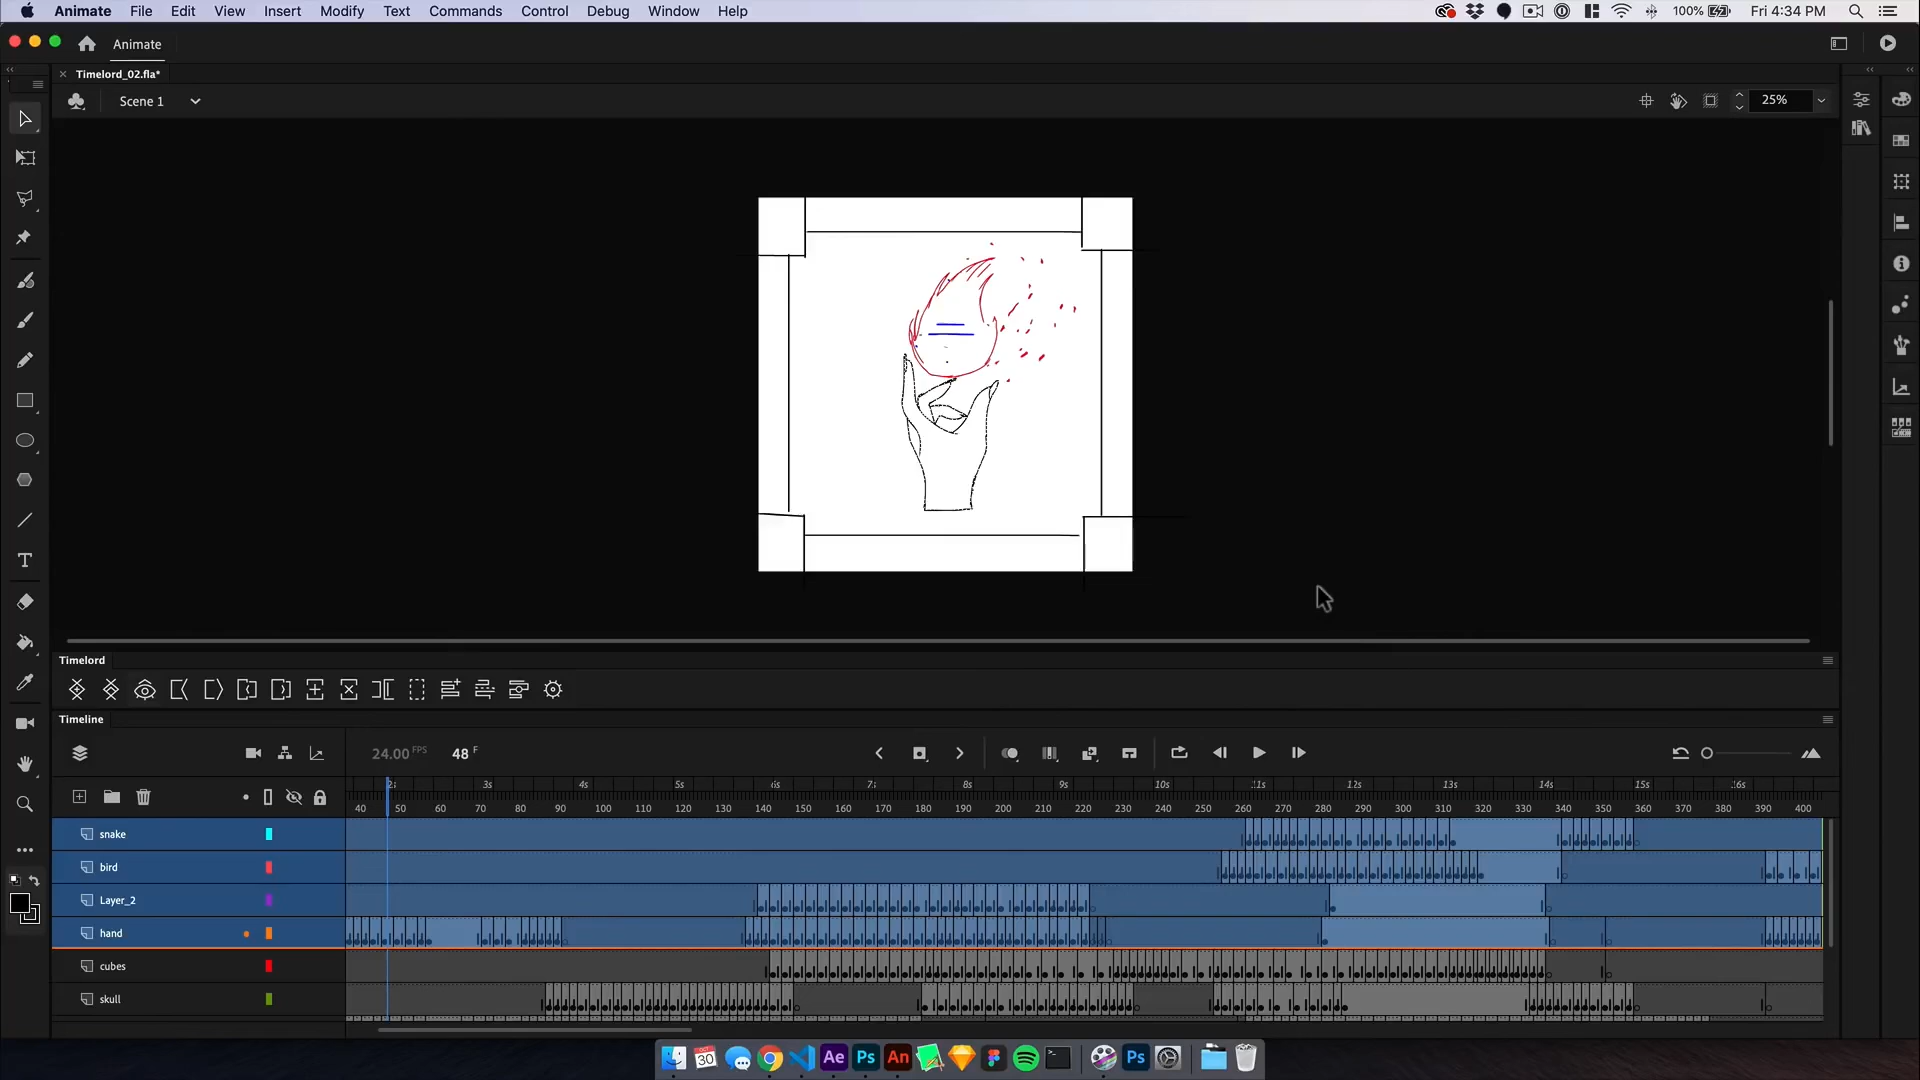 Animate File Edit View Insert Modify Text Commands Control Debug Window Help 100% Fri 4:34 PM
Animate
Timelord_02.fla*
Scene 1 25%
Timelord
Timeline
24.00 FPS 48 F
2s 3s 4s 5s 6s 7s 8s 9s 10s 11s 12s 13s 14s 15s 16s
40 50 60 70 80 90 100 110 120 130 140 150 160 170 180 190 200 210 220 230 240 250 260 270 280 290 300 310 320 330 340 350 360 370 380 390 400
snake
bird
Layer_2
hand
cubes
skull
30 Ae Ps An Ps